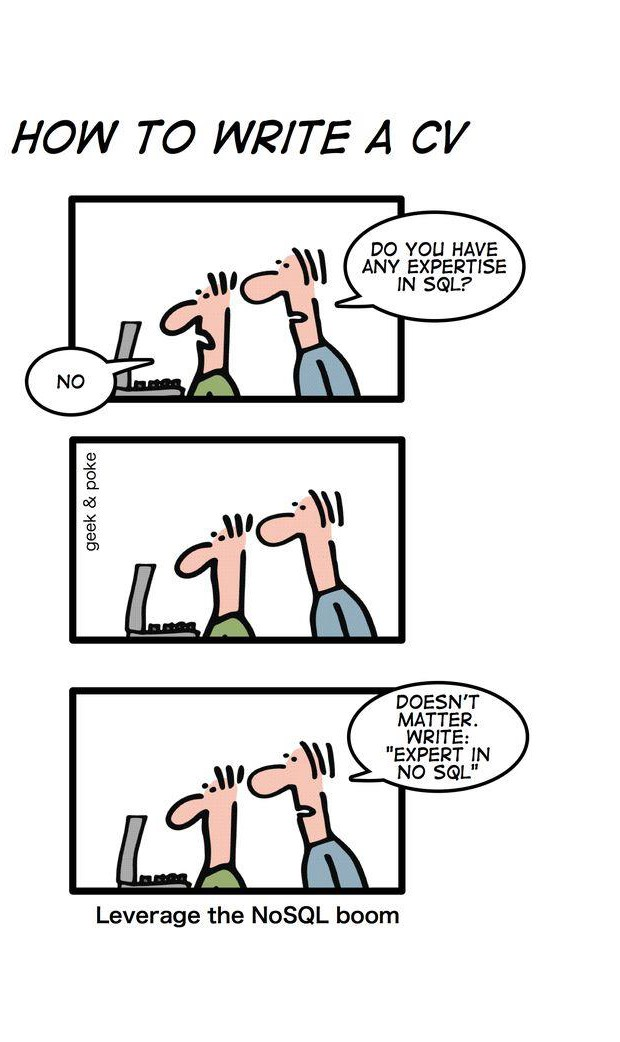 HOW TO WRITE A CV
DO YOU HAVE
ANY EXPERTISE
IN SQL?
NO
geek & poke
DOESN'T
MATTER.
WRITE:
"EXPERT IN
NO SQL"
Leverage the NoSQL boom